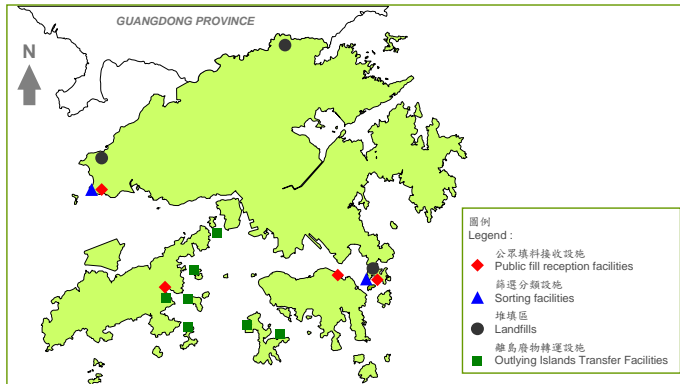 GUANGDONG PROVINCE
N
圖例
Legend :
公眾填料接收設施
Public fill reception facilities
篩選分類設施
Sorting facilities
堆填區
Landfills
離島廢物轉運設施
Outlying Islands Transfer Facilities